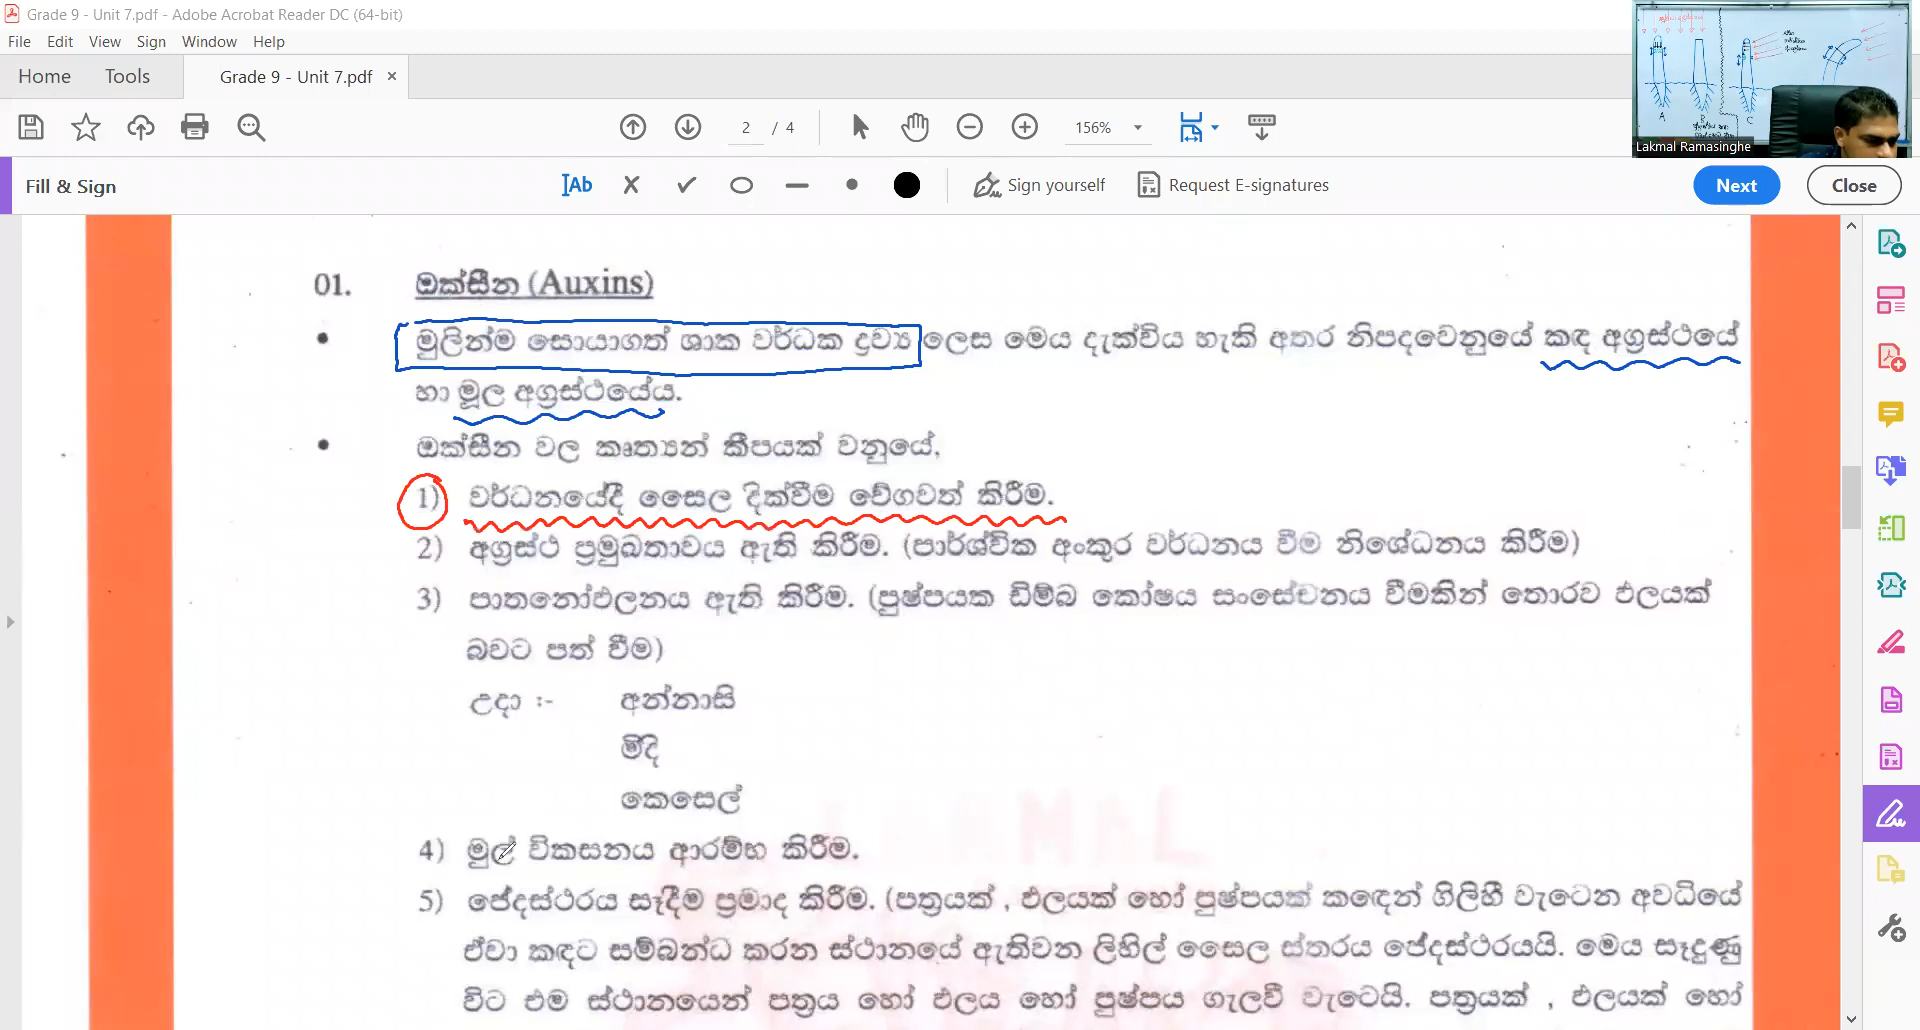 Grade 9 - Unit 7.pdf - Adobe Acrobat Reader DC (64-bit)
File Edit View Sign Window Help
Home Tools Grade 9 - Unit 7.pdf ×
2 / 4 156%
Lakmal Ramasinghe
A B C
Fill & Sign Ab Sign yourself Request E-signatures Next Close
01. ඔක්සීන (Auxins)
• මුලින්ම සොයාගත් ශාක වර්ධක ද්‍රව්‍ය ලෙස මෙය දැක්විය හැකි අතර නිපදවෙනුයේ කඳ අග්‍රස්ථයේ
හා මූල අග්‍රස්ථයේය.
• ඔක්සීන වල කෘත්‍යන් කීපයක් වනුයේ,
1) වර්ධනයේදී සෛල දික්වීම වේගවත් කිරීම.
2) අග්‍රස්ථ ප්‍රමුඛතාවය ඇති කිරීම. (පාර්ශ්වික අංකුර වර්ධනය වීම නිශේධනය කිරීම)
3) පාතනෝඵලනය ඇති කිරීම. (පුෂ්පයක ඩිම්බ කෝෂය සංසේචනය වීමකින් තොරව ඵලයක්
බවට පත් වීම)
උදා :- අන්නාසි
මිදි
කෙසෙල්
4) මුල් විකසනය ආරම්භ කිරීම.
5) ඡේදස්ථරය සෑදීම ප්‍රමාද කිරීම. (පත්‍රයක් , ඵලයක් හෝ පුෂ්පයක් කඳෙන් ගිලිහී වැටෙන අවධියේ
ඒවා කඳට සම්බන්ධ කරන ස්ථානයේ ඇතිවන ලිහිල් සෛල ස්තරය ඡේදස්ථරයයි. මෙය සෑදුණු
විට එම ස්ථානයෙන් පත්‍රය හෝ ඵලය හෝ පුෂ්පය ගැලවී වැටෙයි. පත්‍රයක් , ඵලයක් හෝ